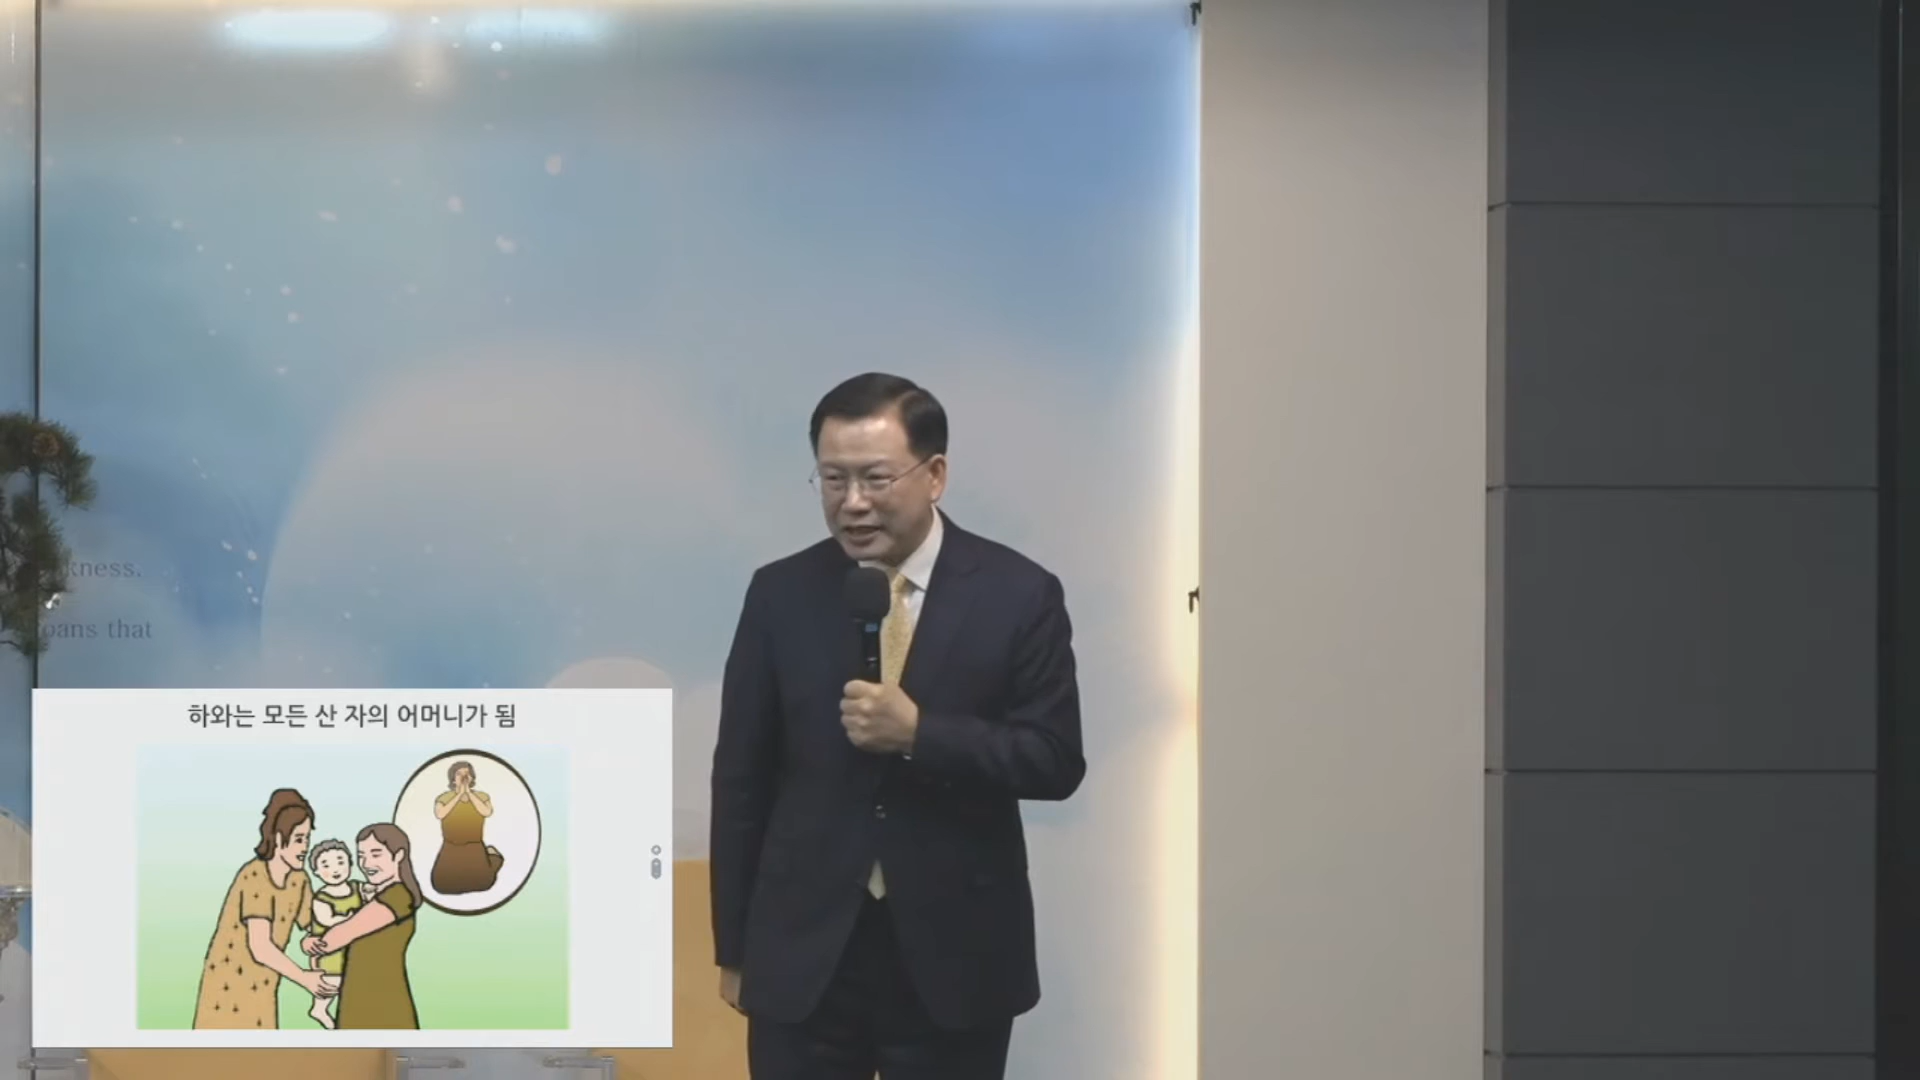 kness.
oans that
하와는 모든 산 자의 어머니가 됨